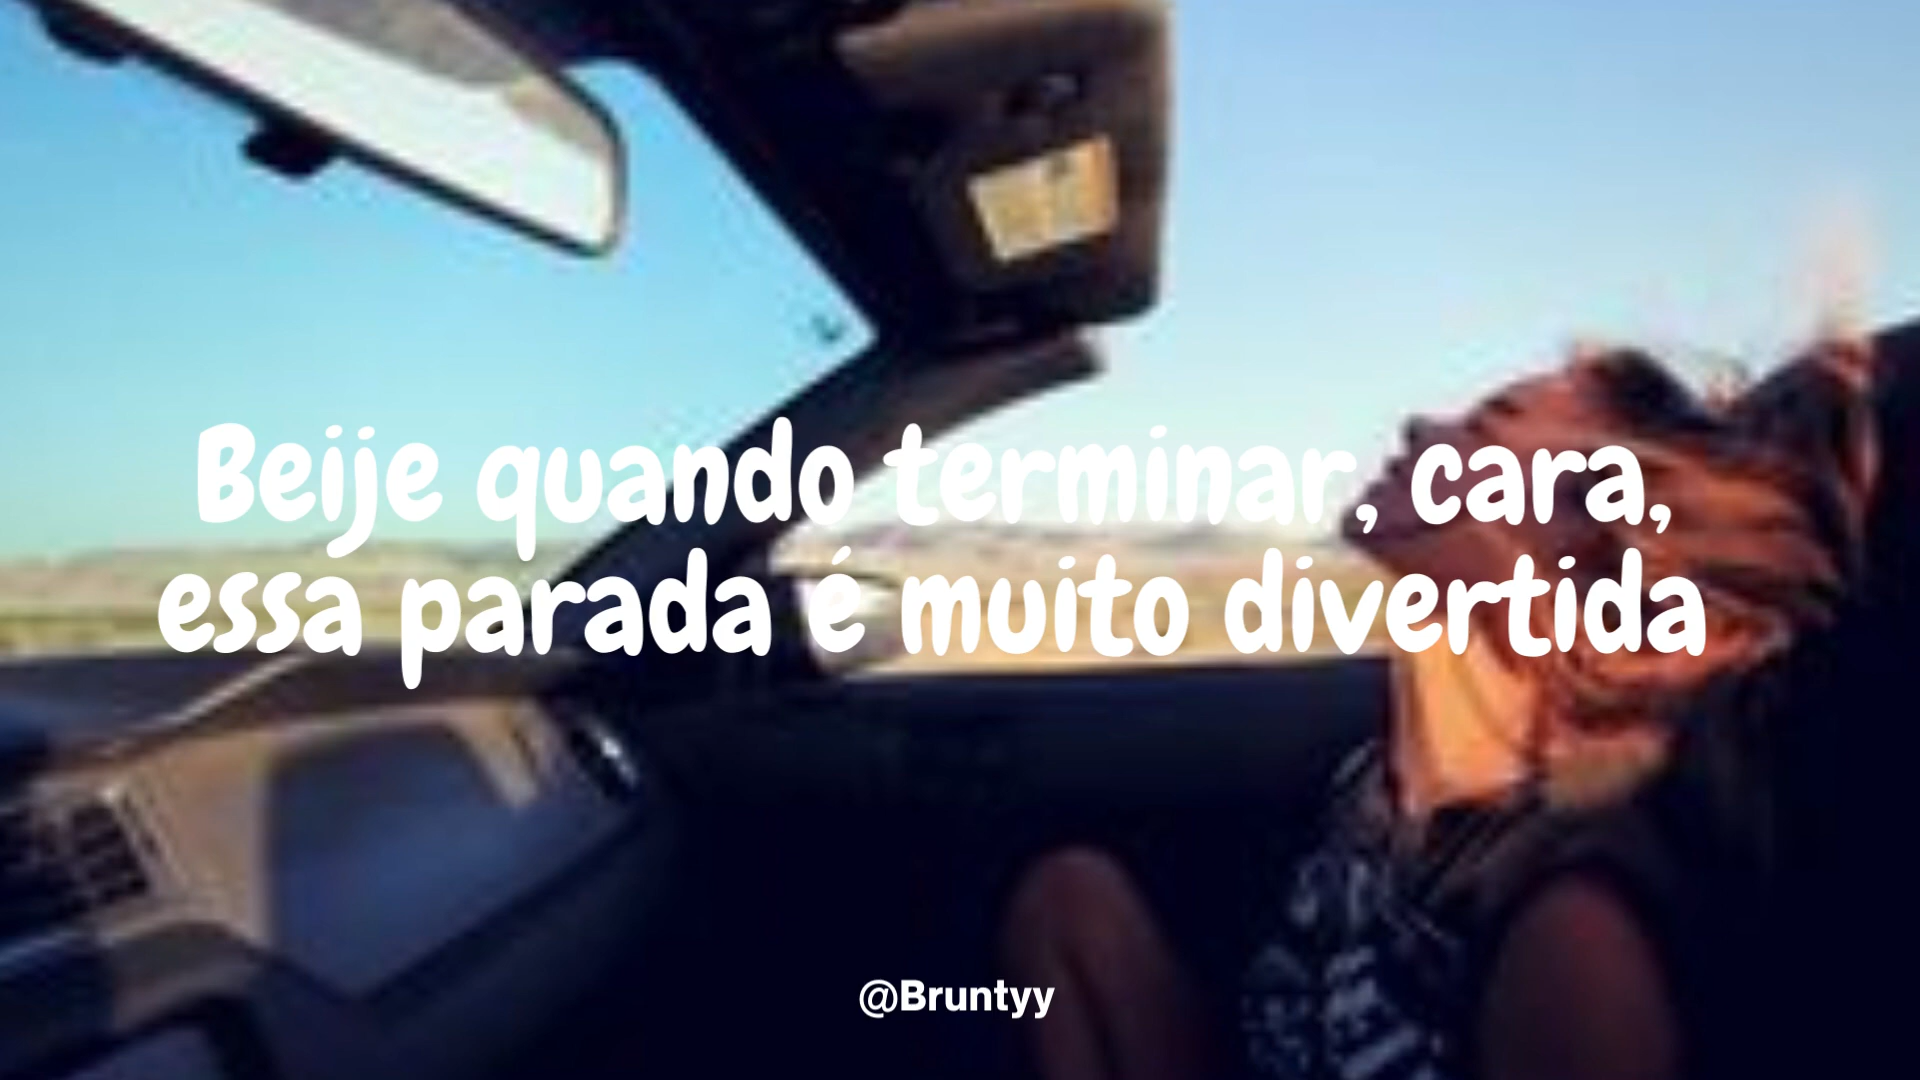 Beije quando terminar, cara,
essa parada é muito divertida
@Bruntyy